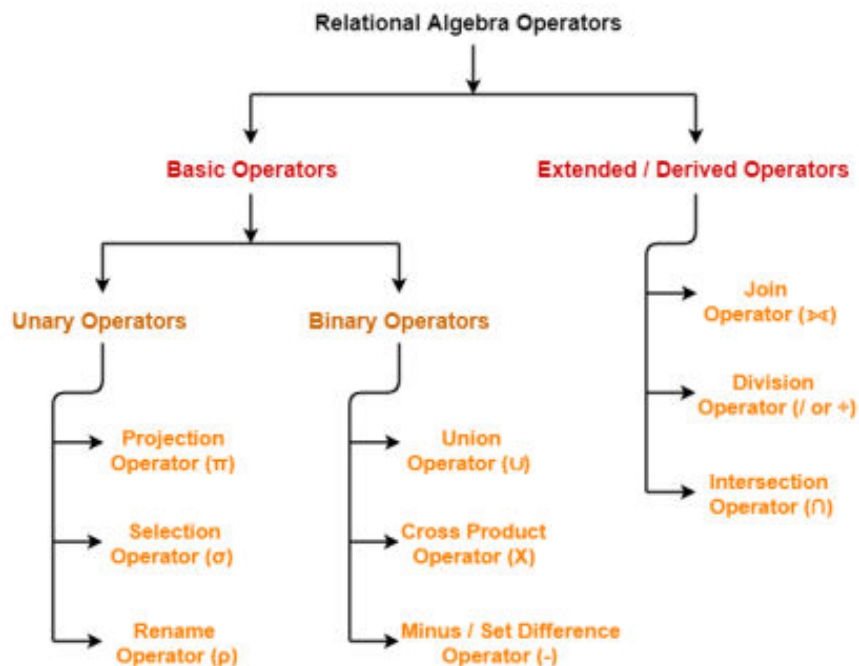 Relational Algebra Operators
Basic Operators
Extended / Derived Operators
Unary Operators
Binary Operators
Join
Operator (⋈)
Division
Operator (/ or ÷)
Intersection
Operator (∩)
Projection
Operator (π)
Selection
Operator (σ)
Rename
Operator (ρ)
Union
Operator (∪)
Cross Product
Operator (X)
Minus / Set Difference
Operator (-)